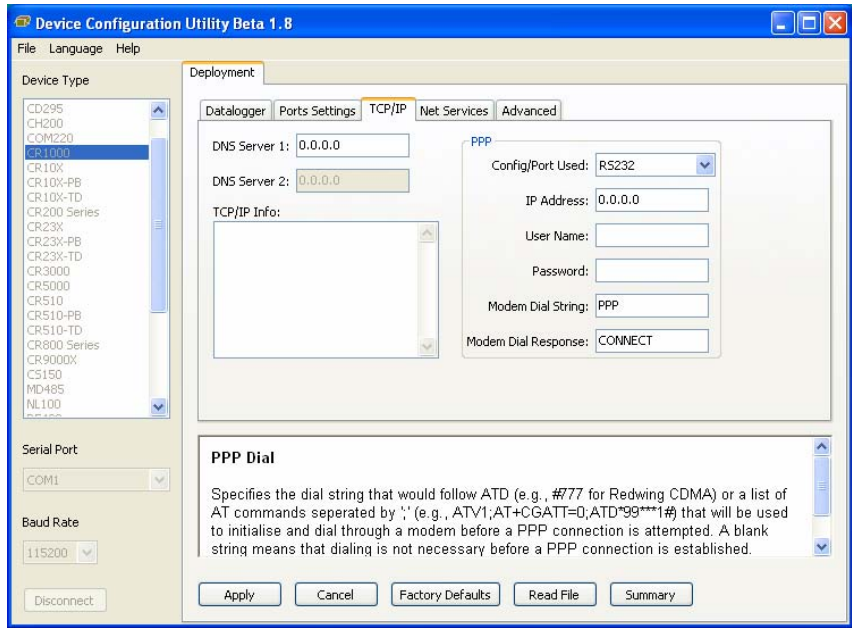 Device Configuration Utility Beta 1.8
File Language Help
Device Type
CD295
CH200
COM220
CR1000
CR10X
CR10X-PB
CR10X-TD
CR200 Series
CR23X
CR23X-PB
CR23X-TD
CR3000
CR5000
CR510
CR510-PB
CR510-TD
CR800 Series
CR9000X
CS150
MD485
NL100
Serial Port
COM1
Baud Rate
115200
Disconnect
Deployment
Datalogger Ports Settings TCP/IP Net Services Advanced
DNS Server 1: 0.0.0.0
DNS Server 2: 0.0.0.0
TCP/IP Info:
PPP
Config/Port Used: RS232
IP Address: 0.0.0.0
User Name:
Password:
Modem Dial String: PPP
Modem Dial Response: CONNECT
PPP Dial
Specifies the dial string that would follow ATD (e.g., #777 for Redwing CDMA) or a list of
AT commands seperated by ';' (e.g., ATV1;AT+CGATT=0;ATD*99***1#) that will be used
to initialise and dial through a modem before a PPP connection is attempted. A blank
string means that dialing is not necessary before a PPP connection is established.
Apply Cancel Factory Defaults Read File Summary